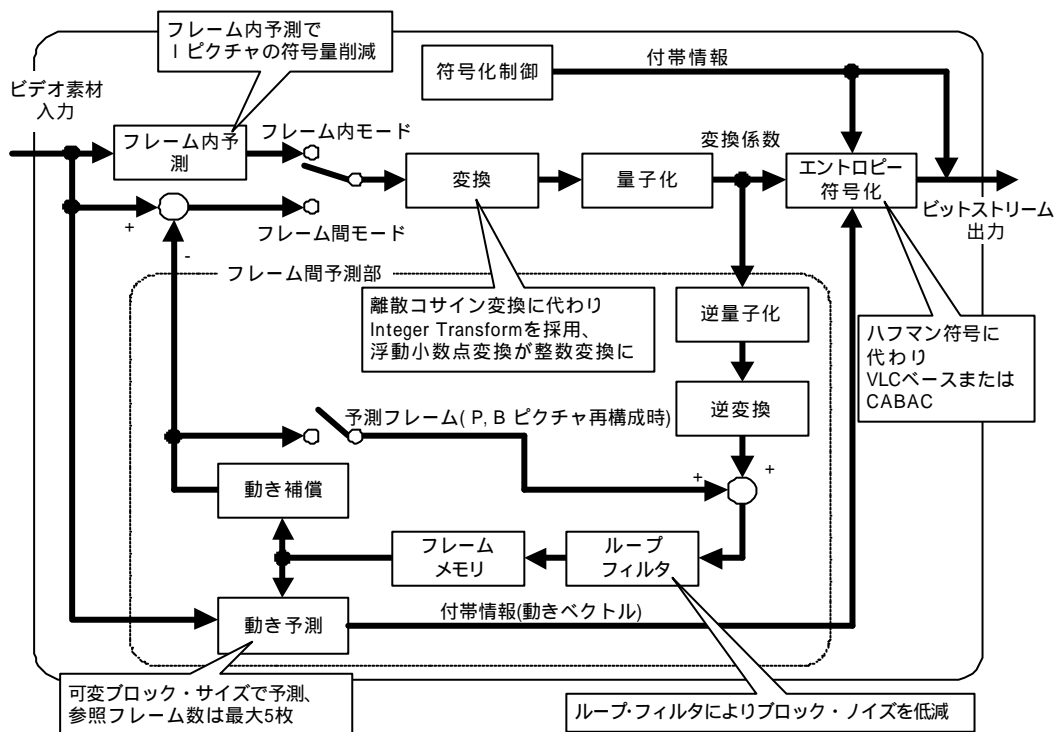 フレーム内予測で
Ｉピクチャの符号量削減
ビデオ素材
入力
符号化制御
付帯情報
フレーム内予
測
フレーム内モード
変換
量子化
変換係数
エントロピー
符号化
ビットストリーム
出力
+
-
フレーム間モード
フレーム間予測部
離散コサイン変換に代わり
Integer Transformを採用、
浮動小数点変換が整数変換に
逆量子化
ハフマン符号に
代わり
VLCベースまたは
CABAC
逆変換
予測フレーム( P, B ピクチャ再構成時)
+
+
動き補償
フレーム
メモリ
ループ
フィルタ
動き予測
付帯情報(動きベクトル)
可変ブロック・サイズで予測、
参照フレーム数は最大5枚
ループ・フィルタによりブロック・ノイズを低減